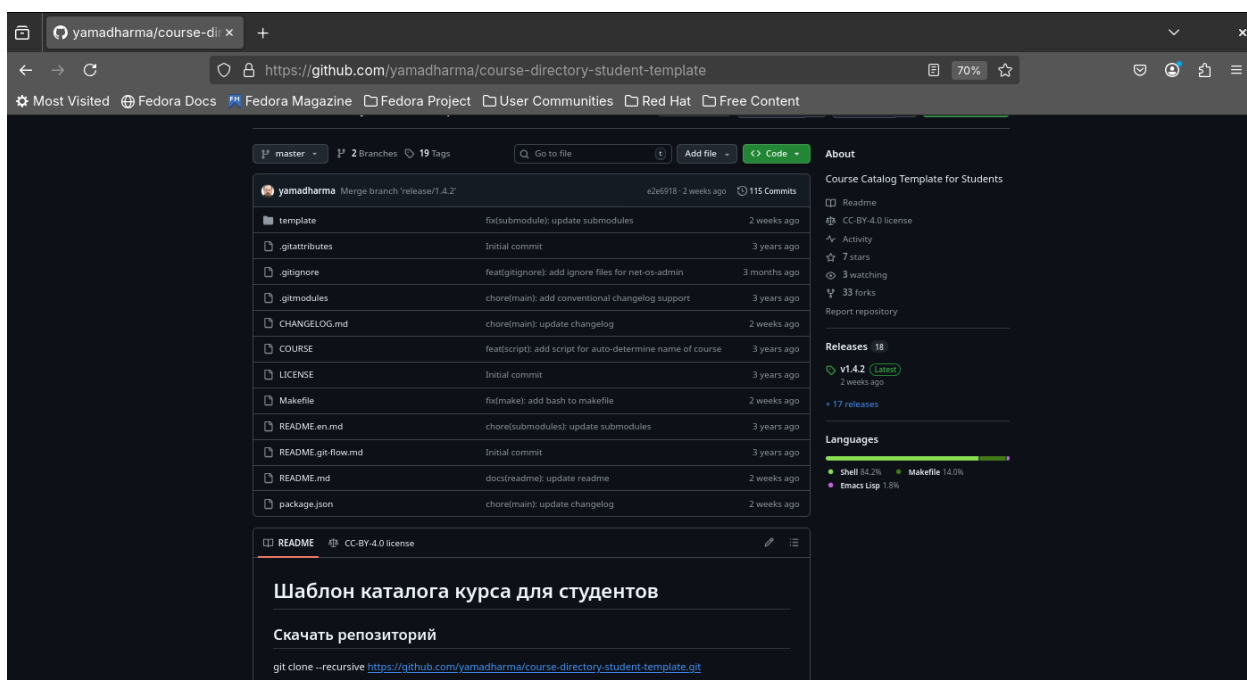 yamadharma/course-dir
https://github.com/yamadharma/course-directory-student-template 70%
Most Visited Fedora Docs Fedora Magazine Fedora Project User Communities Red Hat Free Content
master 2 Branches 19 Tags Go to file t Add file Code
yamadharma Merge branch 'release/1.4.2' e2e6918 · 2 weeks ago 115 Commits
template fix(submodule): update submodules 2 weeks ago
.gitattributes Initial commit 3 years ago
.gitignore feat(gitignore): add ignore files for net-os-admin 3 months ago
.gitmodules chore(main): add conventional changelog support 3 years ago
CHANGELOG.md chore(main): update changelog 2 weeks ago
COURSE feat(script): add script for auto-determine name of course 3 years ago
LICENSE Initial commit 3 years ago
Makefile fix(make): add bash to makefile 2 weeks ago
README.en.md chore(submodules): update submodules 3 years ago
README.git-flow.md Initial commit 3 years ago
README.md docs(readme): update readme 2 weeks ago
package.json chore(main): update changelog 2 weeks ago
README CC-BY-4.0 license
Шаблон каталога курса для студентов
Скачать репозиторий
git clone --recursive https://github.com/yamadharma/course-directory-student-template.git
About
Course Catalog Template for Students
Readme
CC-BY-4.0 license
Activity
7 stars
3 watching
33 forks
Report repository
Releases 18
v1.4.2 Latest
2 weeks ago
+ 17 releases
Languages
Shell 84.2% Makefile 14.0%
Emacs Lisp 1.8%